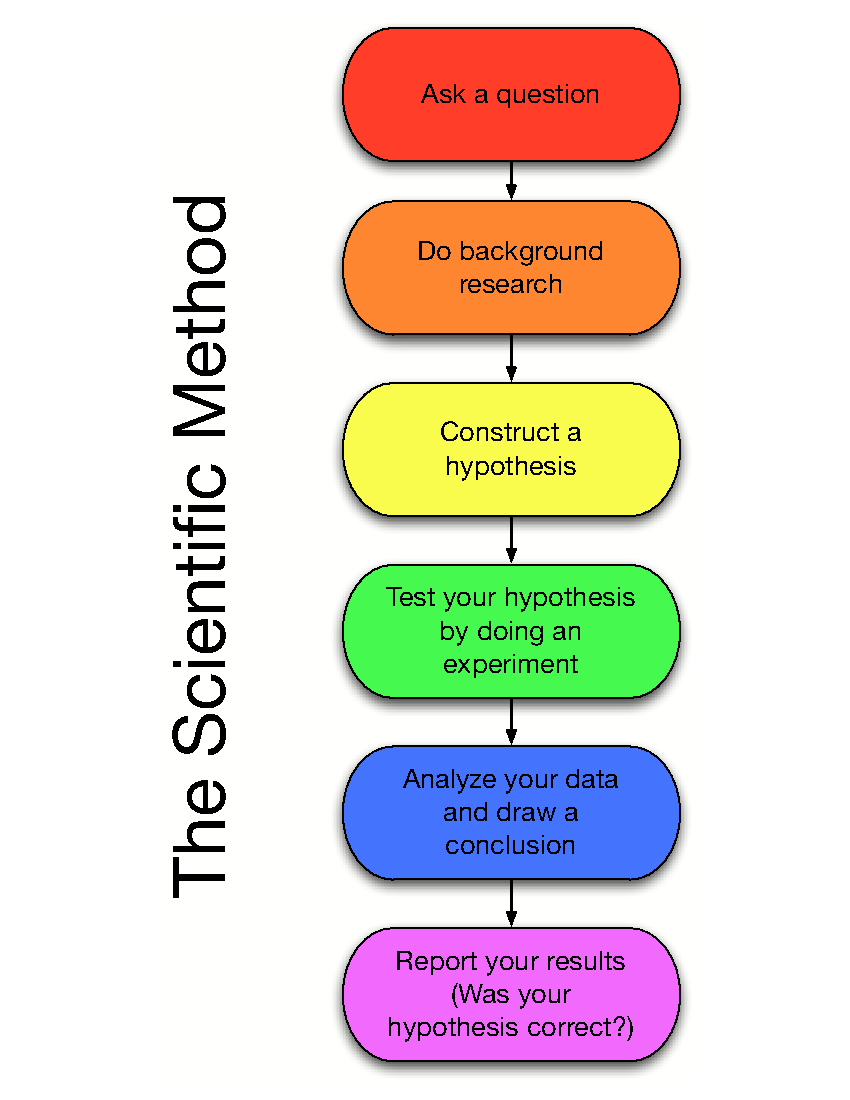 The Scientific Method
Ask a question
Do background
research
Construct a
hypothesis
Test your hypothesis
by doing an
experiment
Analyze your data
and draw a
conclusion
Report your results
(Was your
hypothesis correct?)